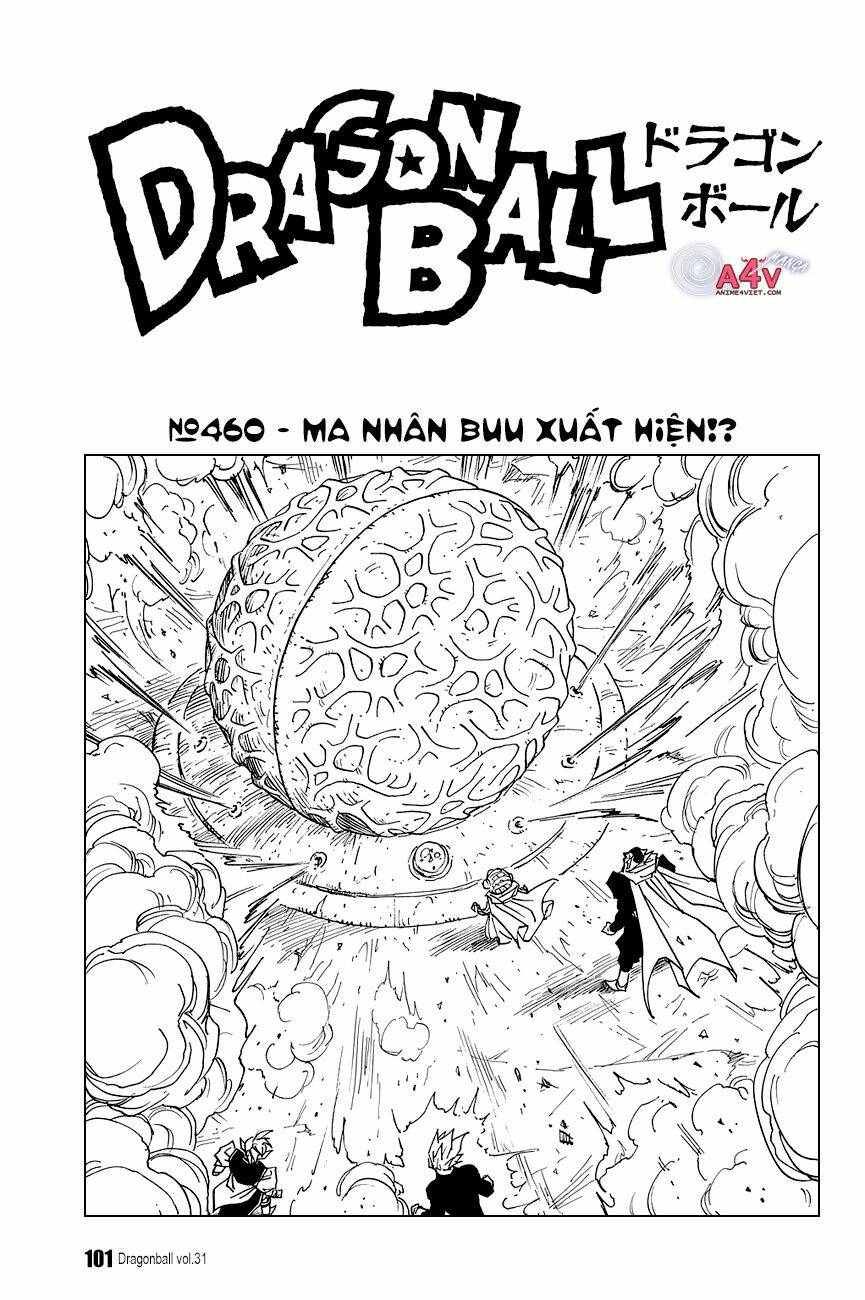 DRAGON
BALL
ドラゴン
ボール
A4V MANGA
ANIME4VIET.COM
No460 - MA NHÂN BUU XUẤT HIỆN!?
101 Dragonball vol.31